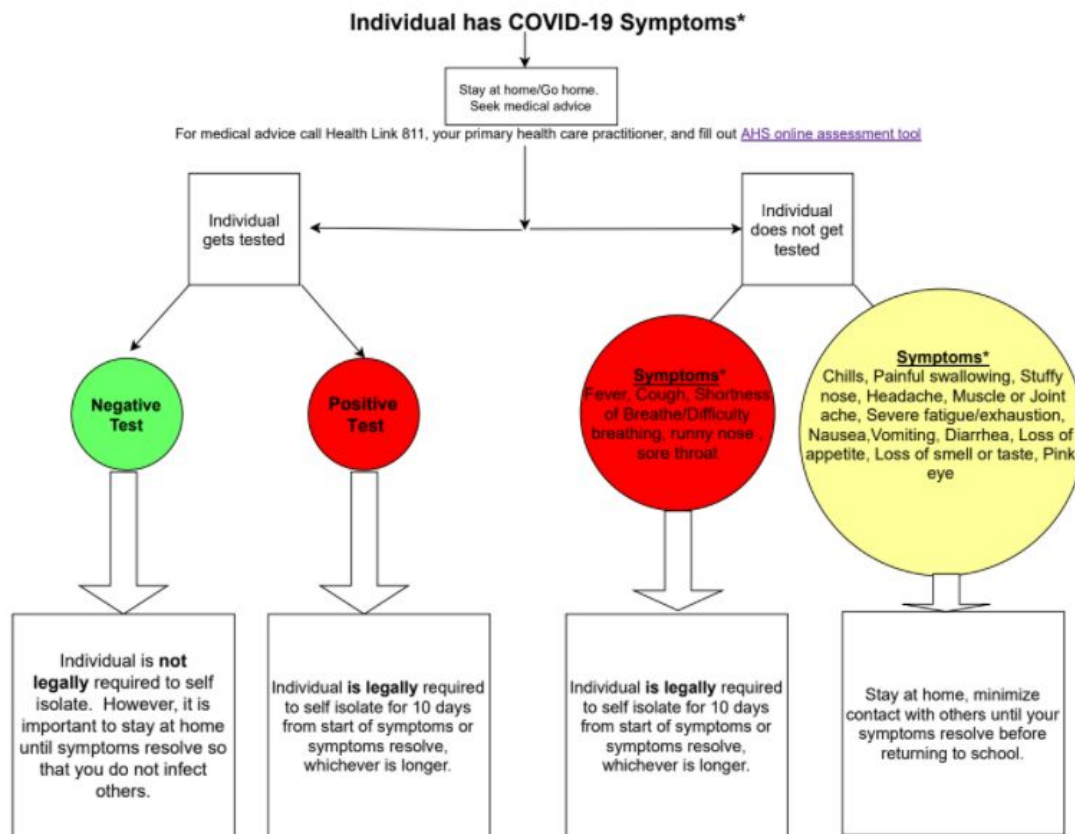 Individual has COVID-19 Symptoms*
Stay at home/Go home.
Seek medical advice
For medical advice call Health Link 811, your primary health care practitioner, and fill out AHS online assessment tool
Individual
gets tested
Individual
does not get
tested
Negative
Test
Positive
Test
Symptoms*
Fever, Cough, Shortness
of Breathe/Difficulty
breathing, runny nose ,
sore throat
Symptoms*
Chills, Painful swallowing, Stuffy
nose, Headache, Muscle or Joint
ache, Severe fatigue/exhaustion,
Nausea,Vomiting, Diarrhea, Loss of
appetite, Loss of smell or taste, Pink
eye
Individual is not
legally required to self
isolate. However, it is
important to stay at home
until symptoms resolve so
that you do not infect
others.
Individual is legally required
to self isolate for 10 days
from start of symptoms or
symptoms resolve,
whichever is longer.
Individual is legally required
to self isolate for 10 days
from start of symptoms or
symptoms resolve,
whichever is longer.
Stay at home, minimize
contact with others until your
symptoms resolve before
returning to school.